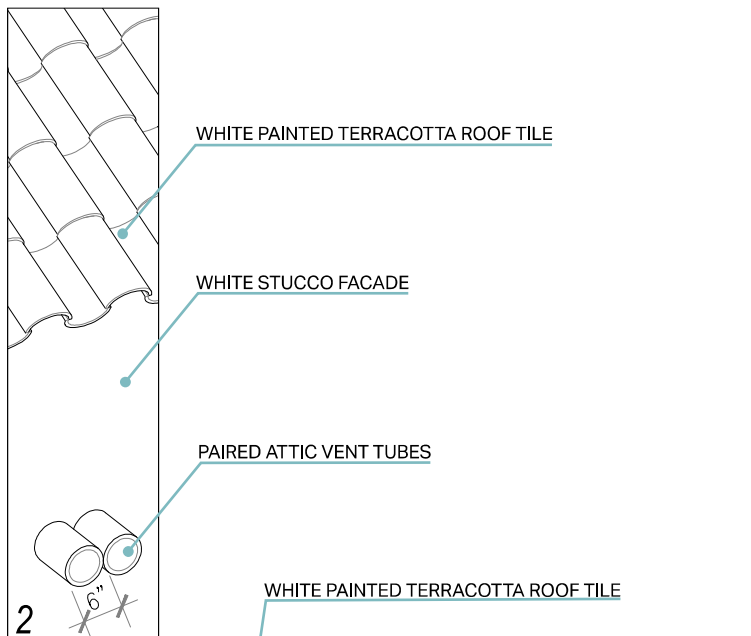 WHITE PAINTED TERRACOTTA ROOF TILE
WHITE STUCCO FACADE
PAIRED ATTIC VENT TUBES
6”
2
WHITE PAINTED TERRACOTTA ROOF TILE